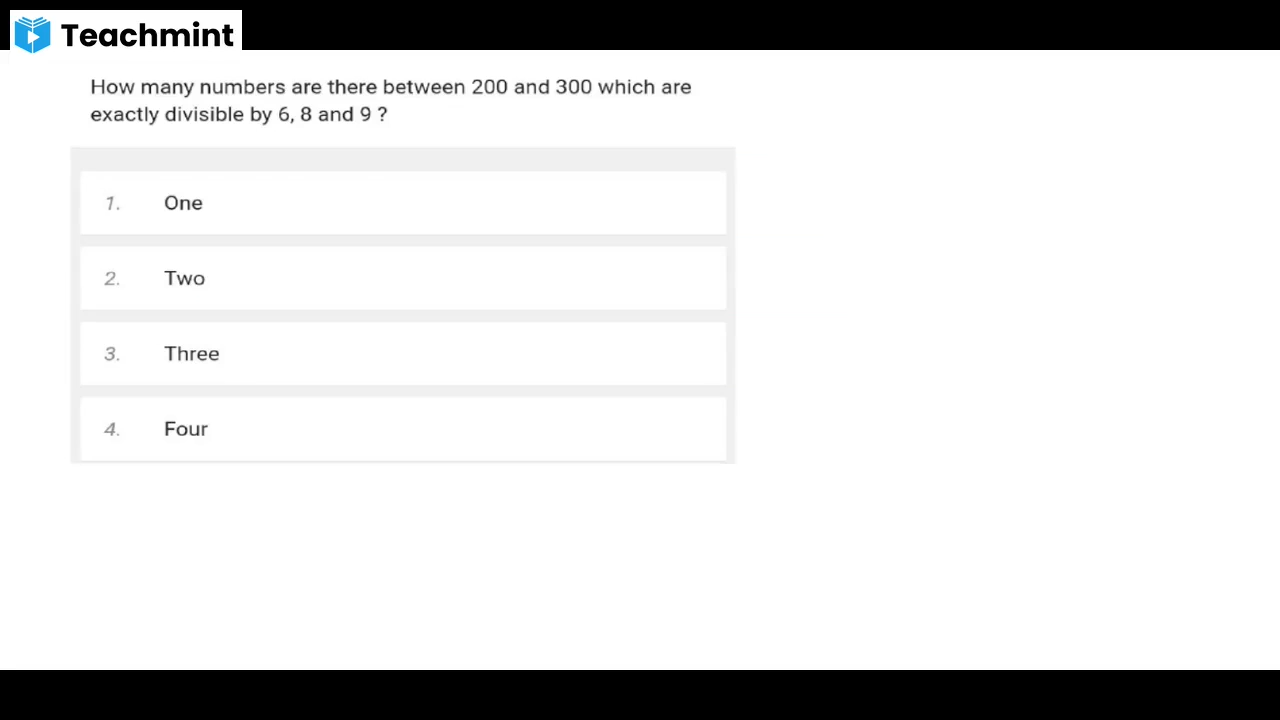 Teachmint
How many numbers are there between 200 and 300 which are
exactly divisible by 6, 8 and 9 ?
1. One
2. Two
3. Three
4. Four